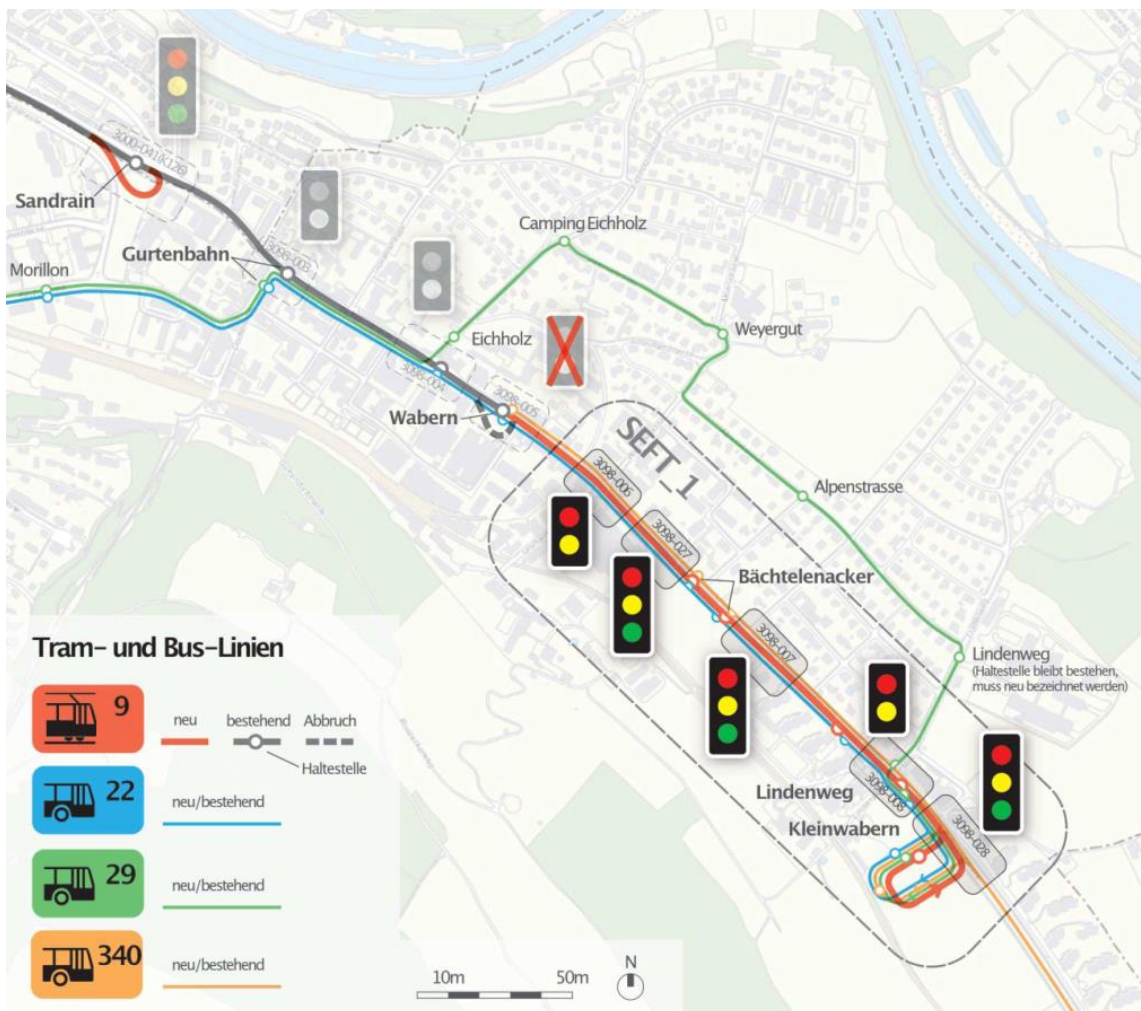 3000-041(K126)
Sandrain
Gurtenbahn
3098-003
Morillon
Camping Eichholz
Eichholz
Weyergut
3098-004
3098-005
Wabern
SEFT_1
3098-006
3098-027
Alpenstrasse
Bächtelenacker
3098-007
Lindenweg
(Haltestelle bleibt bestehen,
muss neu bezeichnet werden)
Lindenweg
3098-008
Kleinwabern
3098-028
Tram- und Bus-Linien
9
neu
bestehend
Abbruch
Haltestelle
22
neu/bestehend
29
neu/bestehend
340
neu/bestehend
10m
50m
N